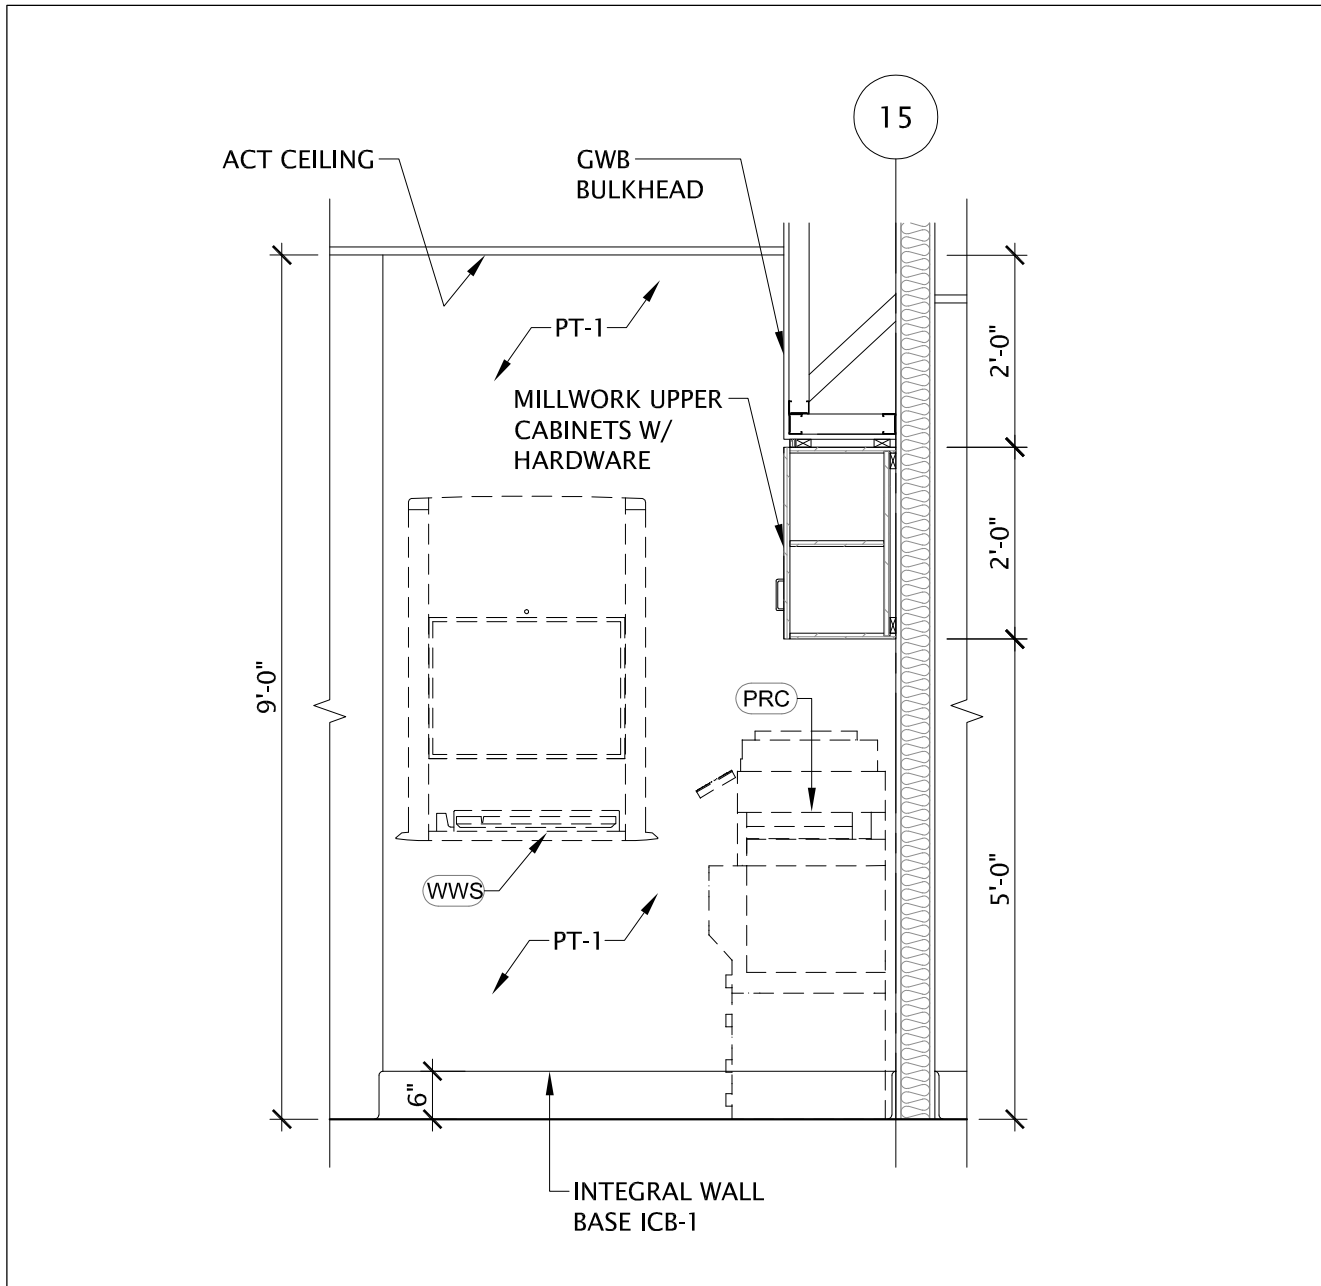 15
ACT CEILING
GWB
BULKHEAD
PT-1
2'-0"
MILLWORK UPPER
CABINETS W/
HARDWARE
2'-0"
9'-0"
PRC
5'-0"
WWS
PT-1
6"
INTEGRAL WALL
BASE ICB-1